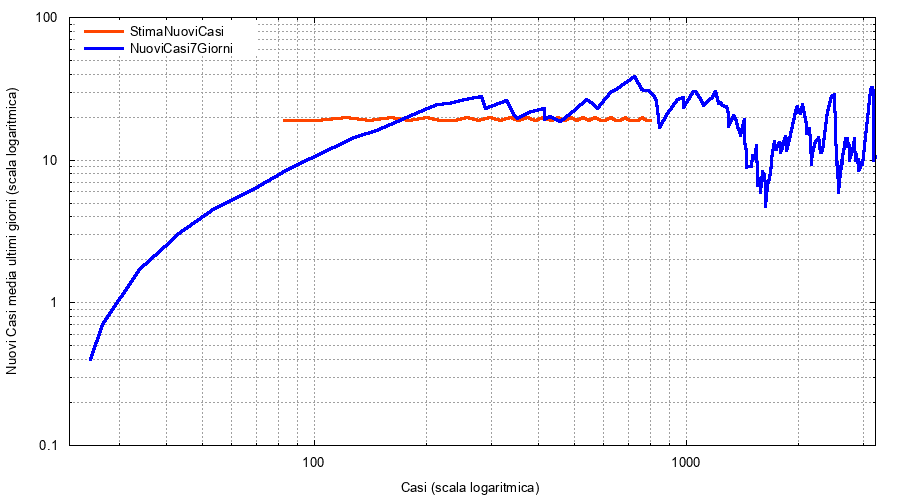 100
StimaNuoviCasi
NuoviCasi7Giorni
10
1
0.1
Nuovi Casi media ultimi giorni (scala logaritmica)
100
1000
Casi (scala logaritmica)